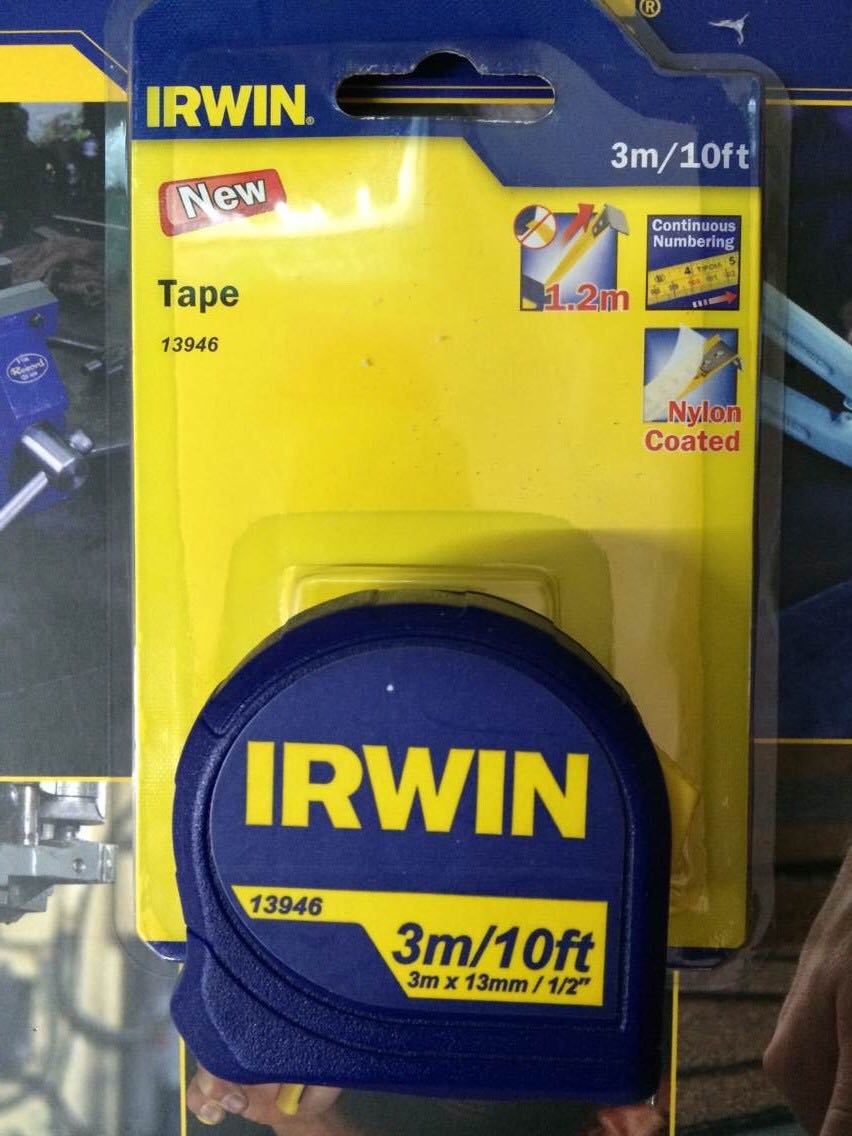 ®
IRWIN®
3m/10ft
New
Continuous
Numbering
1.2m
Tape
13946
Nylon
Coated
Record
IRWIN
13946
3m/10ft
3m x 13mm / 1/2"